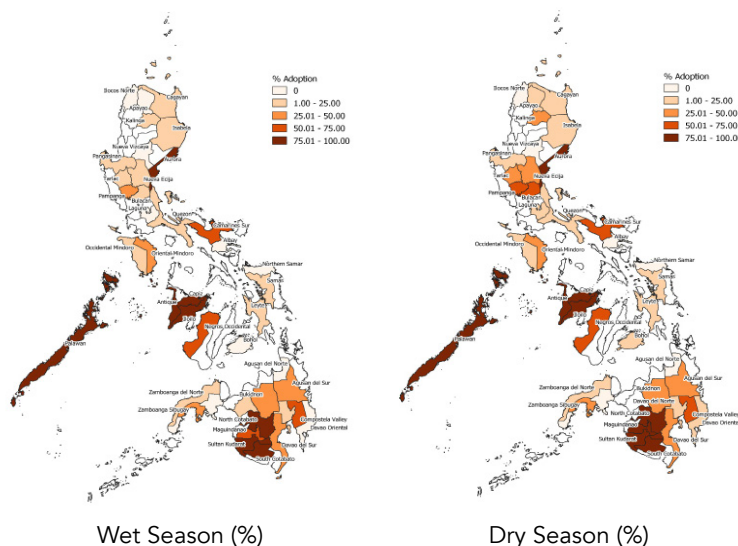 % Adoption
0
1.00 - 25.00
25.01 - 50.00
50.01 - 75.00
75.01 - 100.00
Ilocos Norte
Cagayan
Apayao
Kalinga
Isabela
Nueva Vizcaya
Aurora
Pangasinan
Tarlac
Nueva Ecija
Pampanga
Bulacan
Laguna
Quezon
Camarines Sur
Albay
Occidental Mindoro
Oriental-Mindoro
Northern Samar
Samar
Capiz
Antique
Iloilo
Leyte
Palawan
Negros Occidental
Bohol
Agusan del Norte
Agusan del Sur
Bukidnon
Zamboanga del Norte
Zamboanga Sibugay
North Cotabato
Compostela Valley
Maguindanao
Davao Oriental
Sultan Kudarat
Davao del Sur
South Cotabato
Wet Season (%)
% Adoption
0
1.00 - 25.00
25.01 - 50.00
50.01 - 75.00
75.01 - 100.00
Ilocos Norte
Cagayan
Apayao
Kalinga
Isabela
Nueva Vizcaya
Aurora
Pangasinan
Tarlac
Nueva Ecija
Pampanga
Bulacan
Laguna
Quezon
Camarines Sur
Albay
Occidental Mindoro
Oriental-Mindoro
Northern Samar
Samar
Capiz
Antique
Iloilo
Leyte
Palawan
Negros Occidental
Bohol
Agusan del Norte
Agusan del Sur
Bukidnon
Zamboanga del Norte
Davao del Norte
Zamboanga Sibugay
North Cotabato
Compostela Valley
Maguindanao
Davao Oriental
Sultan Kudarat
Davao del Sur
South Cotabato
Dry Season (%)